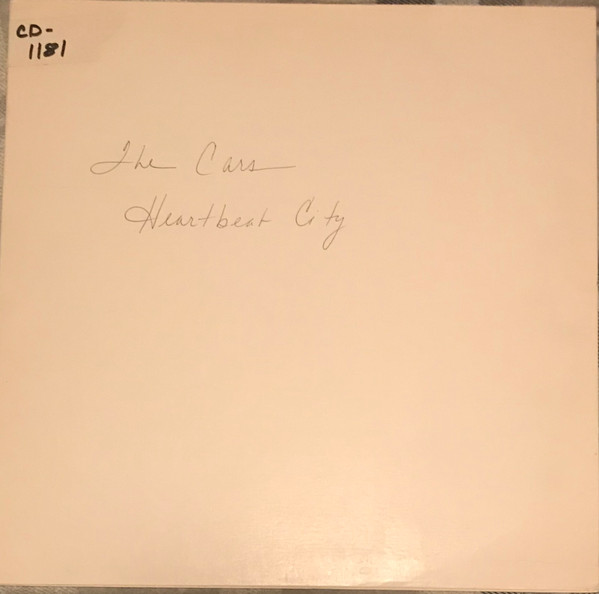 CD-
1181
The Cars
Heartbeat City